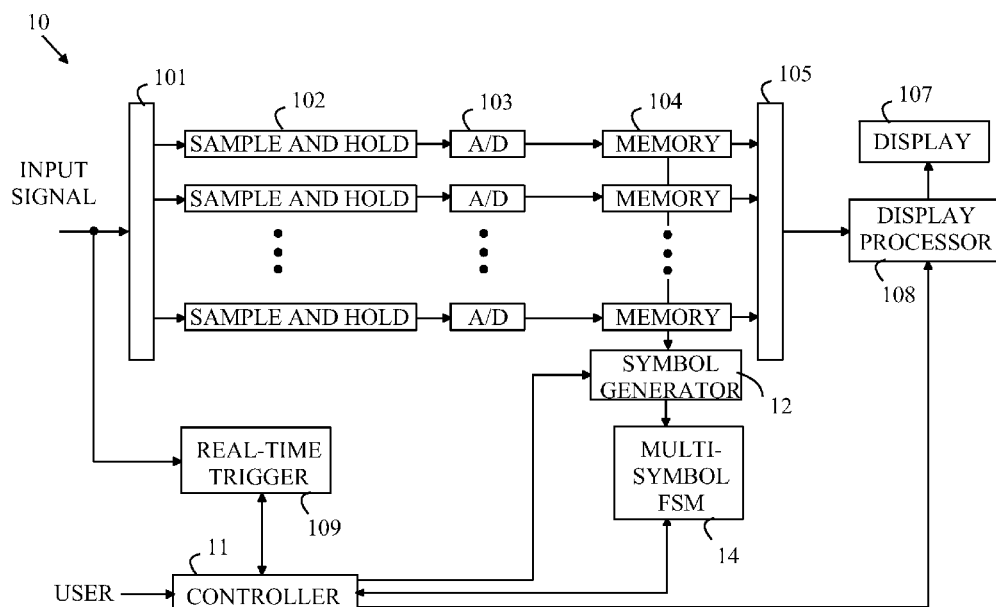 10
101
102
103
104
105
107
SAMPLE AND HOLD
A/D
MEMORY
DISPLAY
INPUT
SIGNAL
SAMPLE AND HOLD
A/D
MEMORY
DISPLAY
PROCESSOR
108
SAMPLE AND HOLD
A/D
MEMORY
SYMBOL
GENERATOR
12
REAL-TIME
TRIGGER
109
MULTI-
SYMBOL
FSM
14
11
USER
CONTROLLER